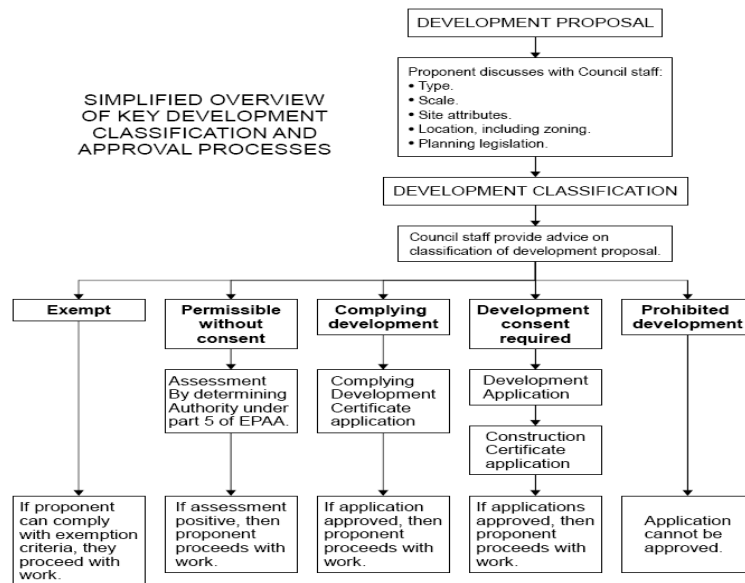 DEVELOPMENT PROPOSAL
SIMPLIFIED OVERVIEW
OF KEY DEVELOPMENT
CLASSIFICATION AND
APPROVAL PROCESSES
Proponent discusses with Council staff:
• Type.
• Scale.
• Site attributes.
• Location, including zoning.
• Planning legislation.
DEVELOPMENT CLASSIFICATION
Council staff provide advice on
classification of development proposal.
Exempt
Permissible
without
consent
Complying
development
Development
consent
required
Prohibited
development
Assessment
By determining
Authority under
part 5 of EPAA.
Complying
Development
Certificate
application
Development
Application
Construction
Certificate
application
If proponent
can comply
with exemption
criteria, they
proceed with
work.
If assessment
positive, then
proponent
proceeds with
work.
If application
approved, then
proponent
proceeds with
work.
If applications
approved, then
proponent
proceeds with
work.
Application
cannot be
approved.